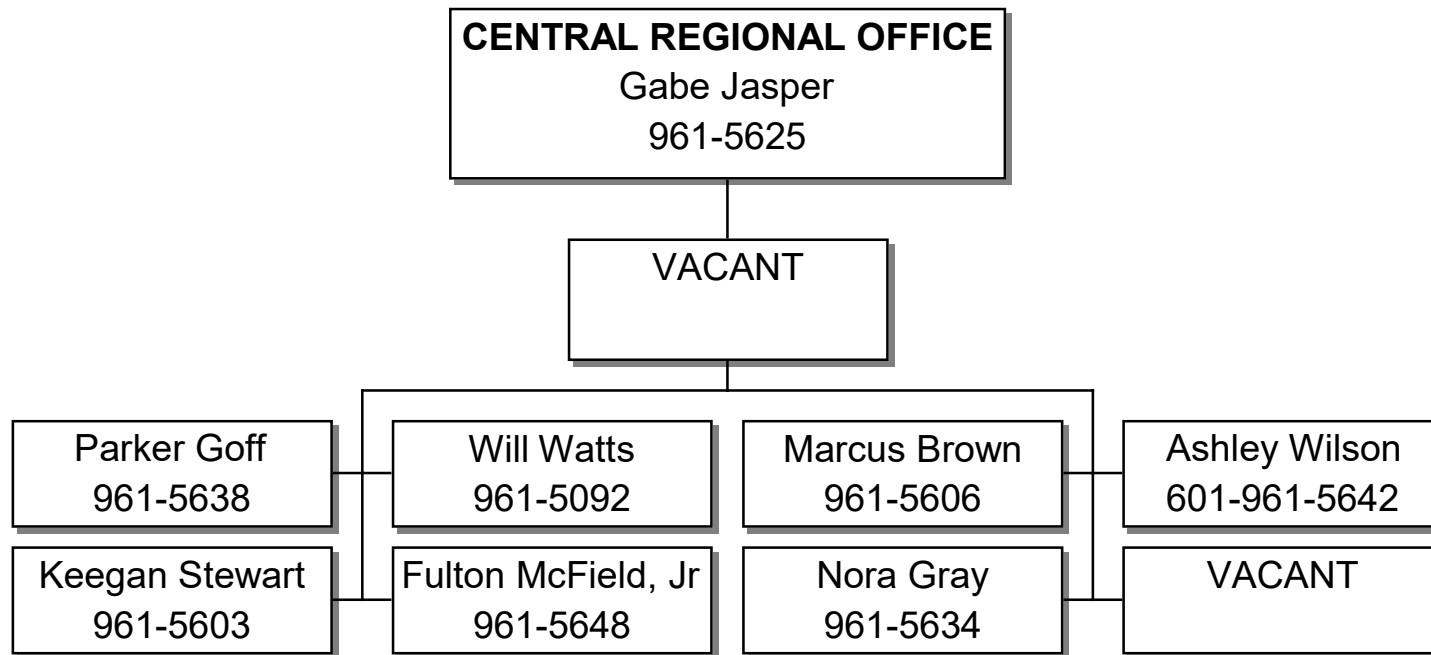 CENTRAL REGIONAL OFFICE
Gabe Jasper
961-5625
VACANT
Parker Goff
961-5638
Will Watts
961-5092
Marcus Brown
961-5606
Ashley Wilson
601-961-5642
Keegan Stewart
961-5603
Fulton McField, Jr
961-5648
Nora Gray
961-5634
VACANT